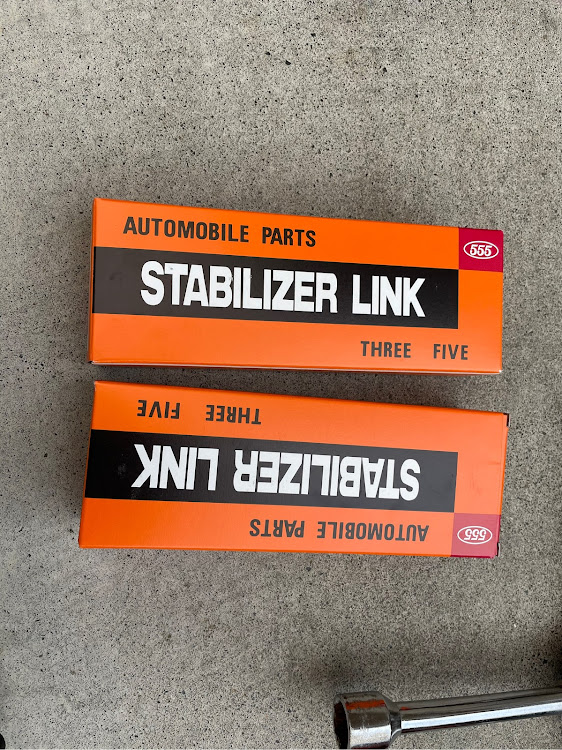 AUTOMOBILE PARTS
555
STABILIZER LINK
THREE FIVE
THREE FIVE
STABILIZER LINK
AUTOMOBILE PARTS
555